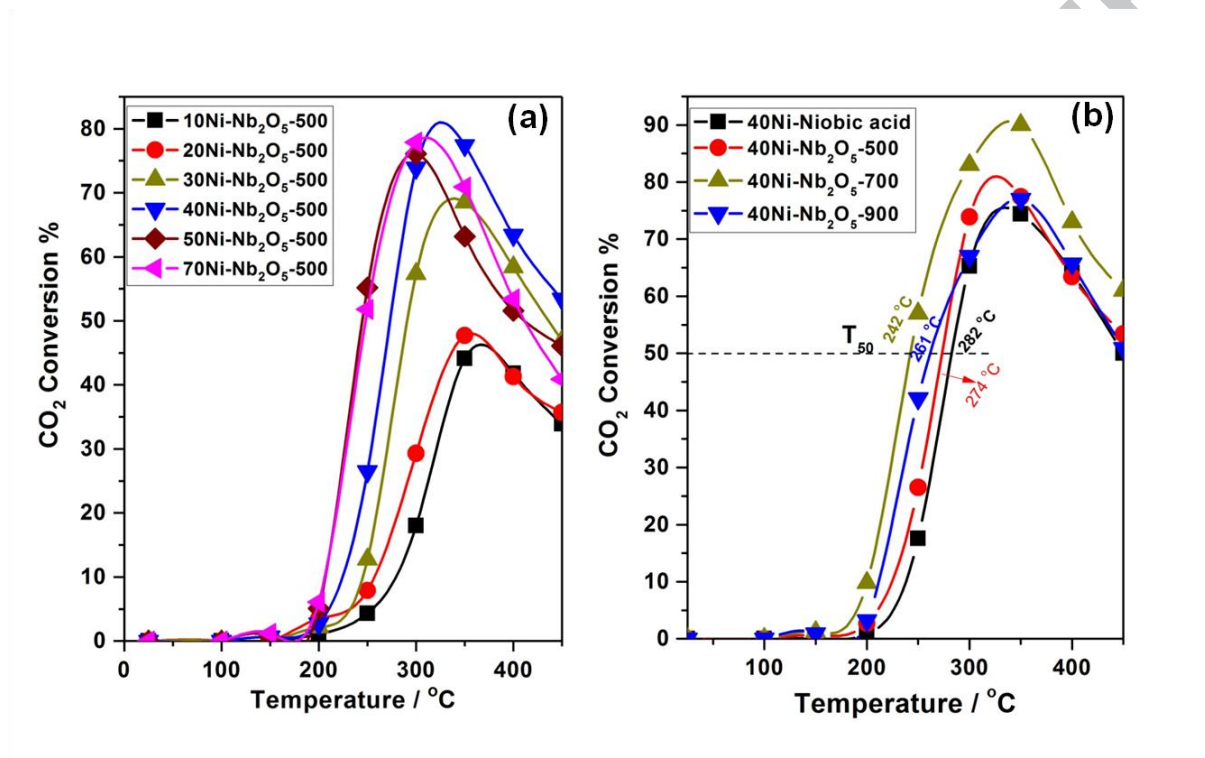 (a)
10Ni-Nb₂O₅-500
20Ni-Nb₂O₅-500
30Ni-Nb₂O₅-500
40Ni-Nb₂O₅-500
50Ni-Nb₂O₅-500
70Ni-Nb₂O₅-500
CO₂ Conversion %
80
70
60
50
40
30
20
10
0
0 100 200 300 400
Temperature / °C
(b)
40Ni-Niobic acid
40Ni-Nb₂O₅-500
40Ni-Nb₂O₅-700
40Ni-Nb₂O₅-900
CO₂ Conversion %
90
80
70
60
50
40
30
20
10
0
T₅₀
242 °C
261 °C
282 °C
274 °C
100 200 300 400
Temperature / °C